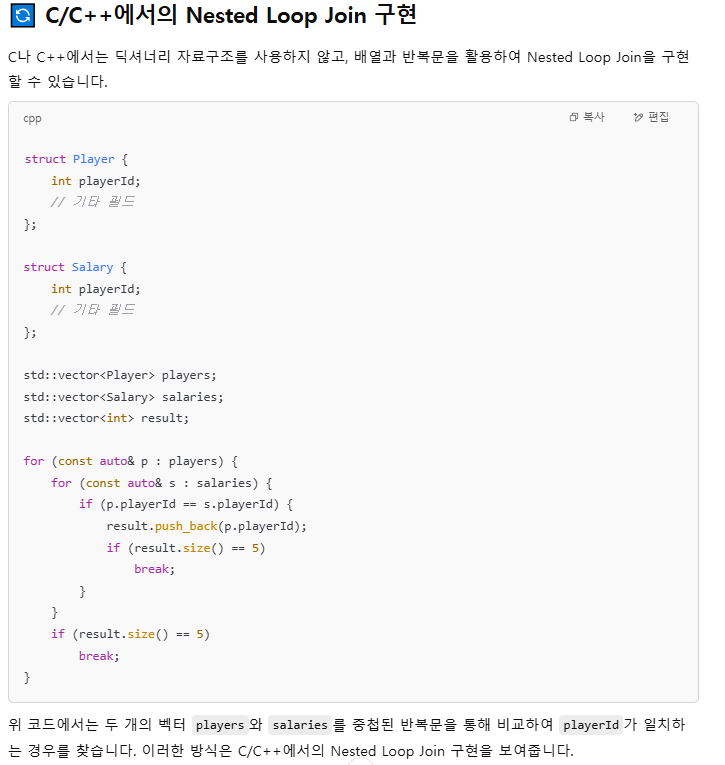 C/C++에서의 Nested Loop Join 구현
C나 C++에서는 딕셔너리 자료구조를 사용하지 않고, 배열과 반복문을 활용하여 Nested Loop Join을 구현
할 수 있습니다.
cpp 복사 편집
struct Player {
    int playerId;
    // 기타 필드
};

struct Salary {
    int playerId;
    // 기타 필드
};

std::vector<Player> players;
std::vector<Salary> salaries;
std::vector<int> result;

for (const auto& p : players) {
    for (const auto& s : salaries) {
        if (p.playerId == s.playerId) {
            result.push_back(p.playerId);
            if (result.size() == 5)
                break;
        }
    }
    if (result.size() == 5)
        break;
}
위 코드에서는 두 개의 벡터 players와 salaries를 중첩된 반복문을 통해 비교하여 playerId가 일치하
는 경우를 찾습니다. 이러한 방식은 C/C++에서의 Nested Loop Join 구현을 보여줍니다.